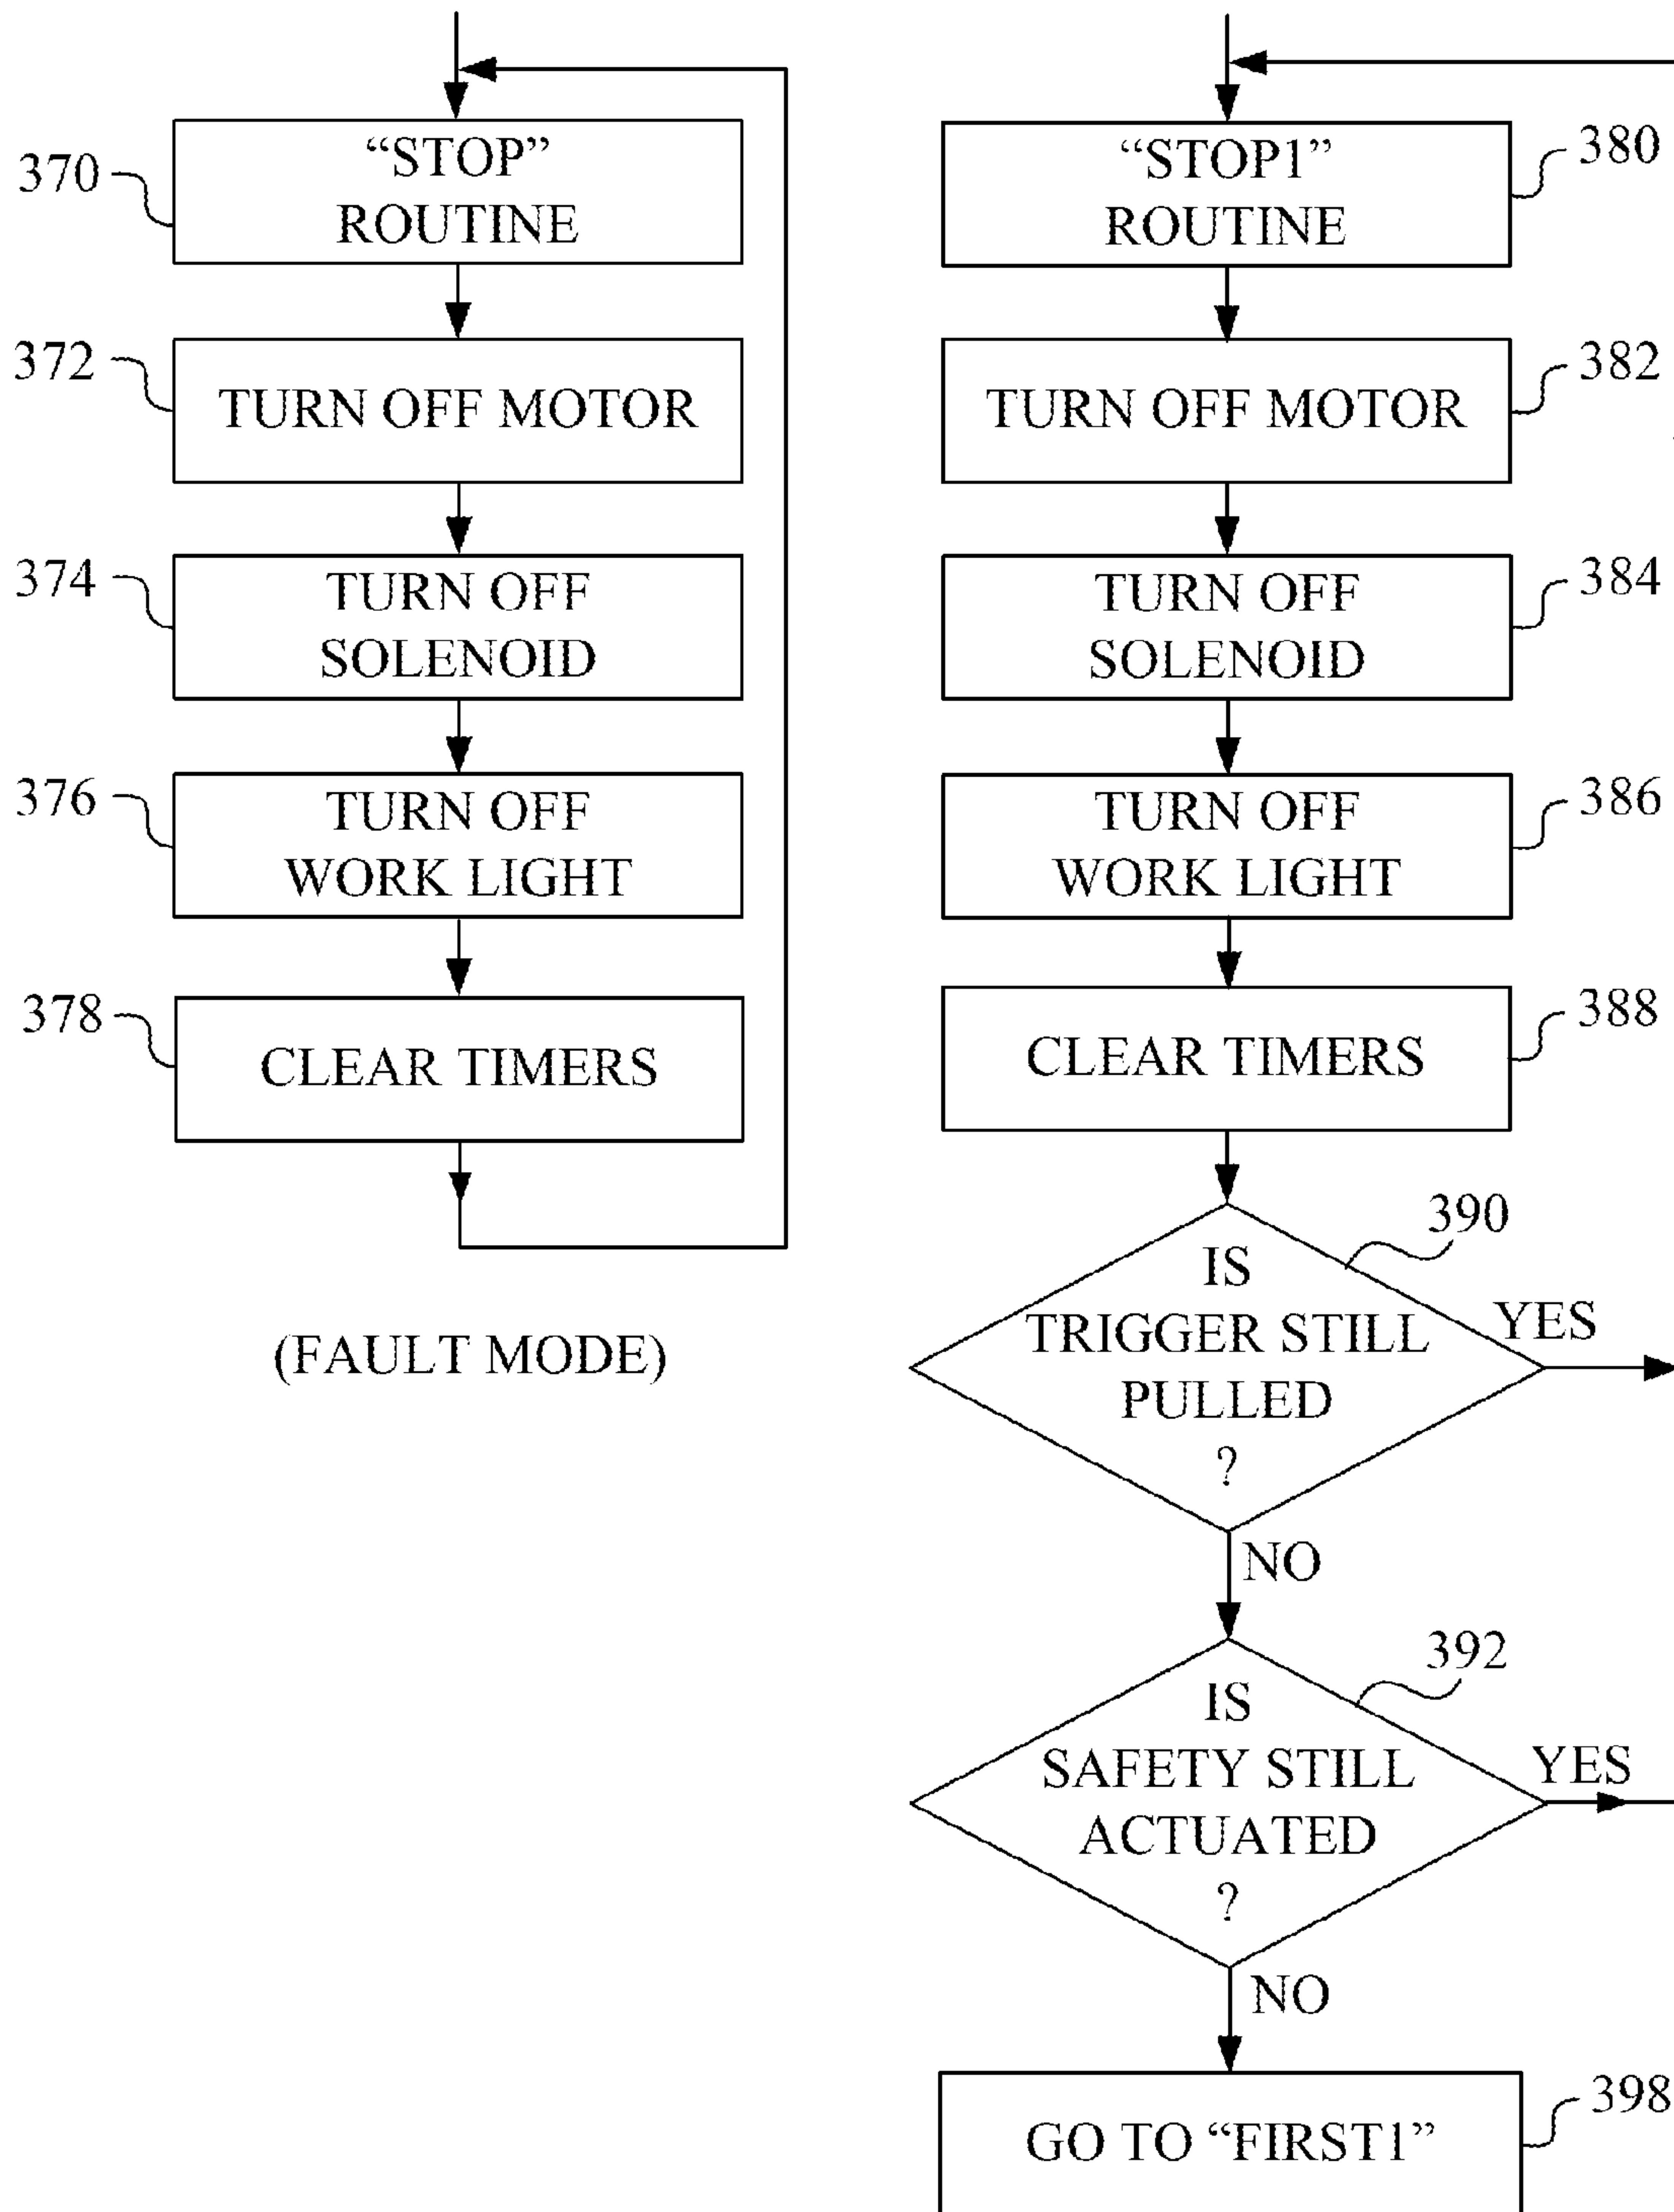 370
“STOP”
ROUTINE
372
TURN OFF MOTOR
374
TURN OFF
SOLENOID
376
TURN OFF
WORK LIGHT
378
CLEAR TIMERS
(FAULT MODE)
“STOP1”
ROUTINE
380
TURN OFF MOTOR
382
TURN OFF
SOLENOID
384
TURN OFF
WORK LIGHT
386
CLEAR TIMERS
388
390
IS
TRIGGER STILL
PULLED
?
YES
NO
392
IS
SAFETY STILL
ACTUATED
?
YES
NO
GO TO “FIRST1”
398